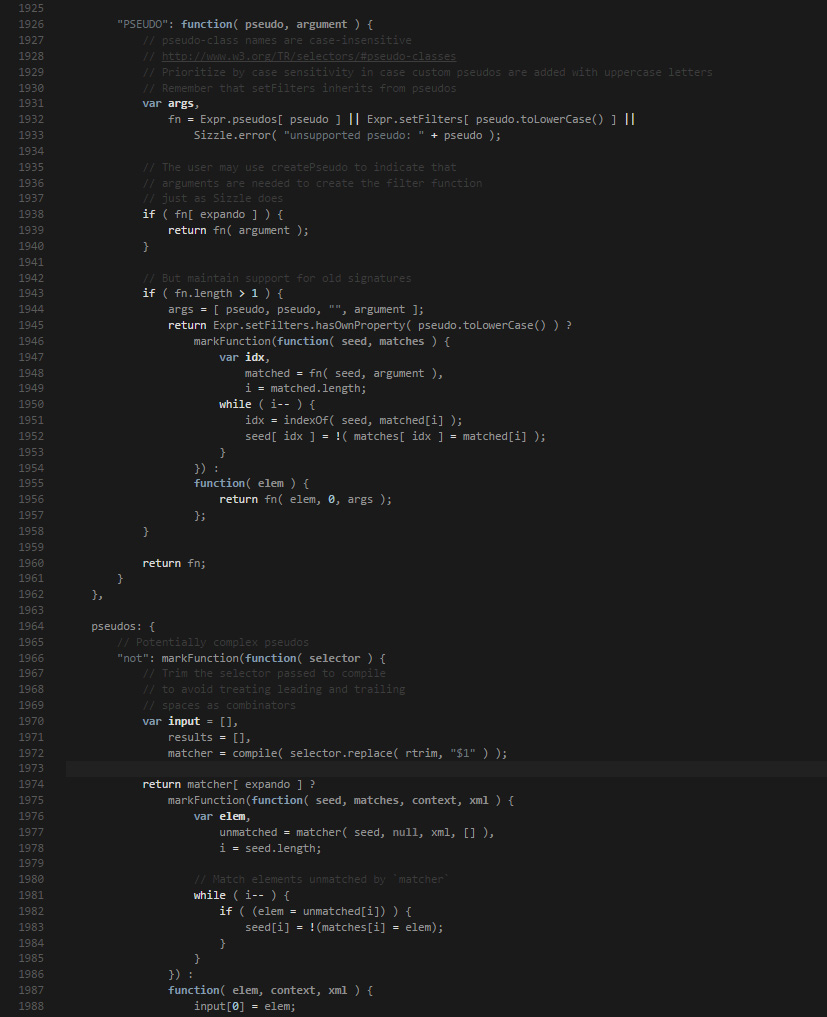 1925
1926 "PSEUDO": function( pseudo, argument ) {
1927 // pseudo-class names are case-insensitive
1928 // http://www.w3.org/TR/selectors/#pseudo-classes
1929 // Prioritize by case sensitivity in case custom pseudos are added with uppercase letters
1930 // Remember that setFilters inherits from pseudos
1931 var args,
1932 fn = Expr.pseudos[ pseudo ] || Expr.setFilters[ pseudo.toLowerCase() ] ||
1933 Sizzle.error( "unsupported pseudo: " + pseudo );
1934
1935 // The user may use createPseudo to indicate that
1936 // arguments are needed to create the filter function
1937 // just as Sizzle does
1938 if ( fn[ expando ] ) {
1939 return fn( argument );
1940 }
1941
1942 // But maintain support for old signatures
1943 if ( fn.length > 1 ) {
1944 args = [ pseudo, pseudo, "", argument ];
1945 return Expr.setFilters.hasOwnProperty( pseudo.toLowerCase() ) ?
1946 markFunction(function( seed, matches ) {
1947 var idx,
1948 matched = fn( seed, argument ),
1949 i = matched.length;
1950 while ( i-- ) {
1951 idx = indexOf( seed, matched[i] );
1952 seed[ idx ] = !( matches[ idx ] = matched[i] );
1953 }
1954 }) :
1955 function( elem ) {
1956 return fn( elem, 0, args );
1957 };
1958 }
1959
1960 return fn;
1961 }
1962 },
1963
1964 pseudos: {
1965 // Potentially complex pseudos
1966 "not": markFunction(function( selector ) {
1967 // Trim the selector passed to compile
1968 // to avoid treating leading and trailing
1969 // spaces as combinators
1970 var input = [],
1971 results = [],
1972 matcher = compile( selector.replace( rtrim, "$1" ) );
1973
1974 return matcher[ expando ] ?
1975 markFunction(function( seed, matches, context, xml ) {
1976 var elem,
1977 unmatched = matcher( seed, null, xml, [] ),
1978 i = seed.length;
1979
1980 // Match elements unmatched by `matcher`
1981 while ( i-- ) {
1982 if ( (elem = unmatched[i]) ) {
1983 seed[i] = !(matches[i] = elem);
1984 }
1985 }
1986 }) :
1987 function( elem, context, xml ) {
1988 input[0] = elem;